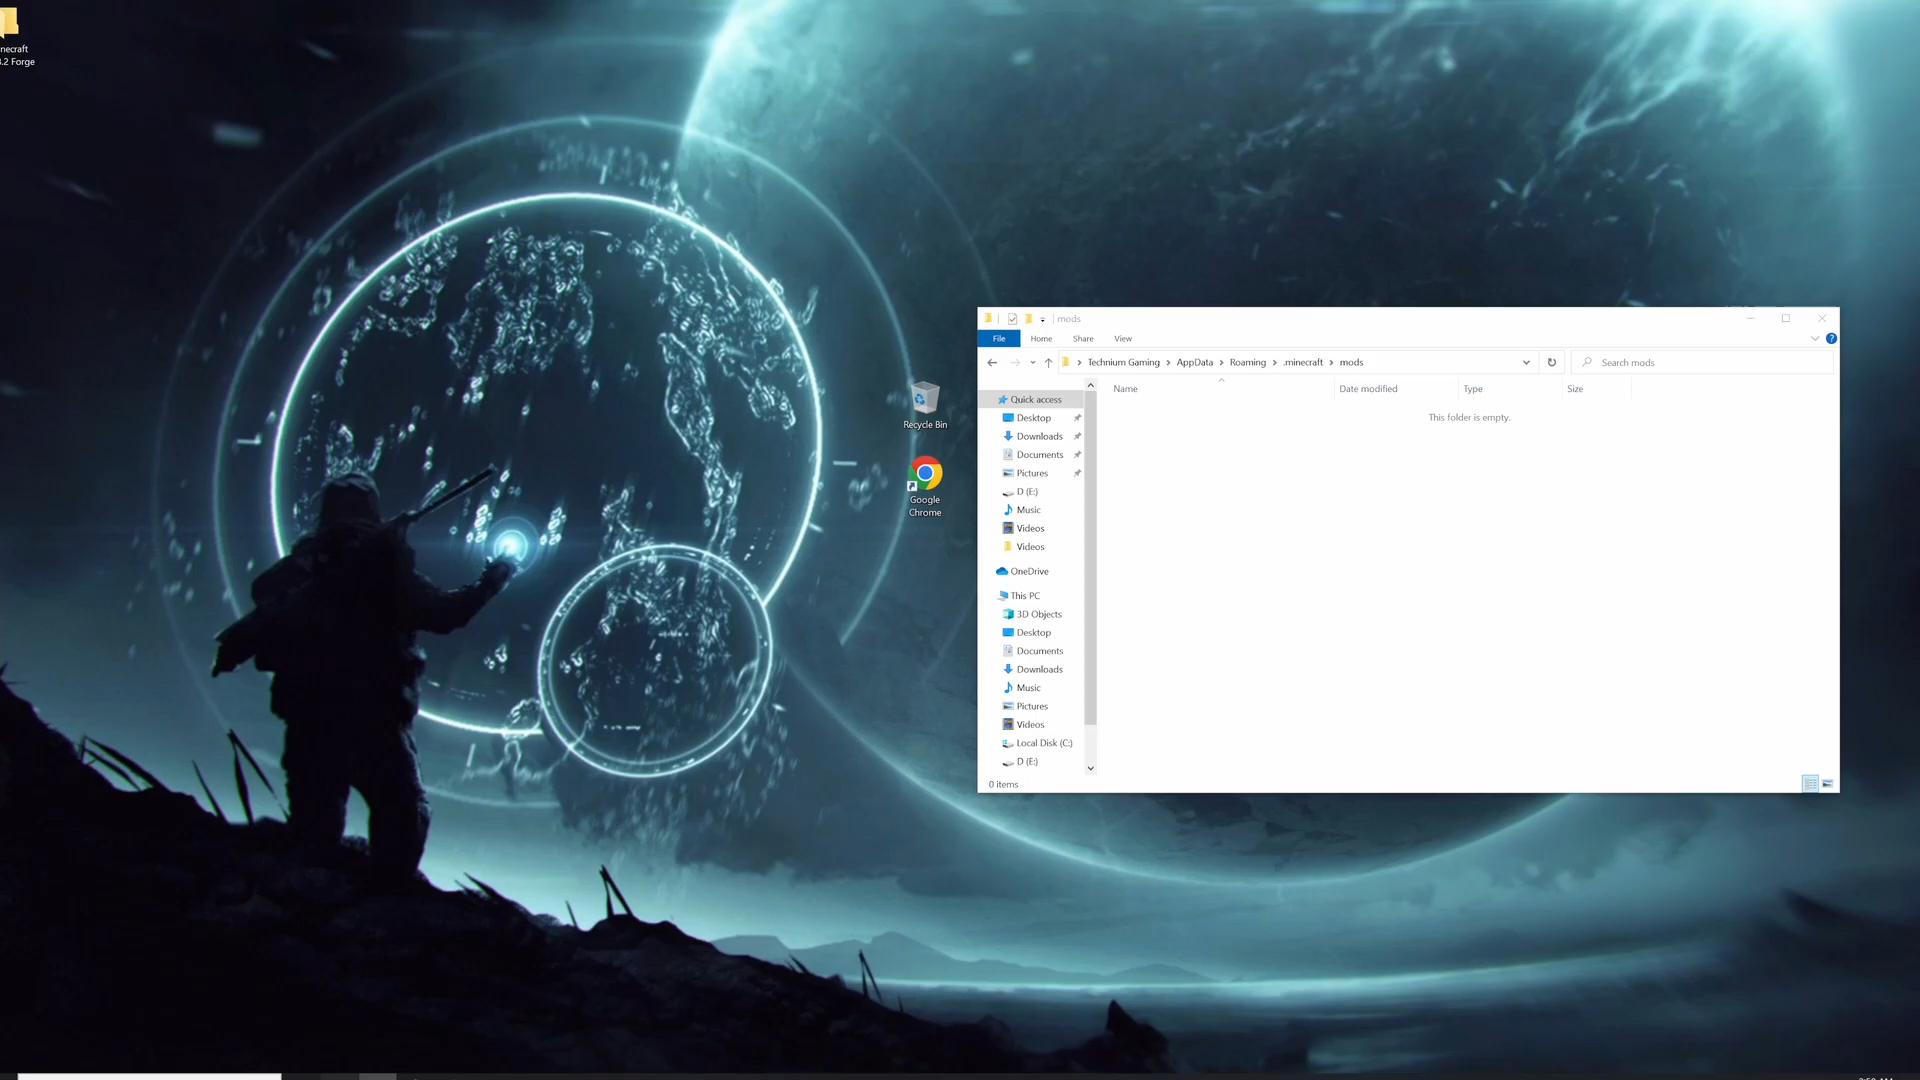 necraft
.2 Forge
Recycle Bin
Google
Chrome
mods
File Home Share View
Technium Gaming AppData Roaming .minecraft mods
Search mods
Name Date modified Type Size
This folder is empty.
Quick access
Desktop
Downloads
Documents
Pictures
D (E:)
Music
Videos
Videos
OneDrive
This PC
3D Objects
Desktop
Documents
Downloads
Music
Pictures
Videos
Local Disk (C:)
D (E:)
0 items